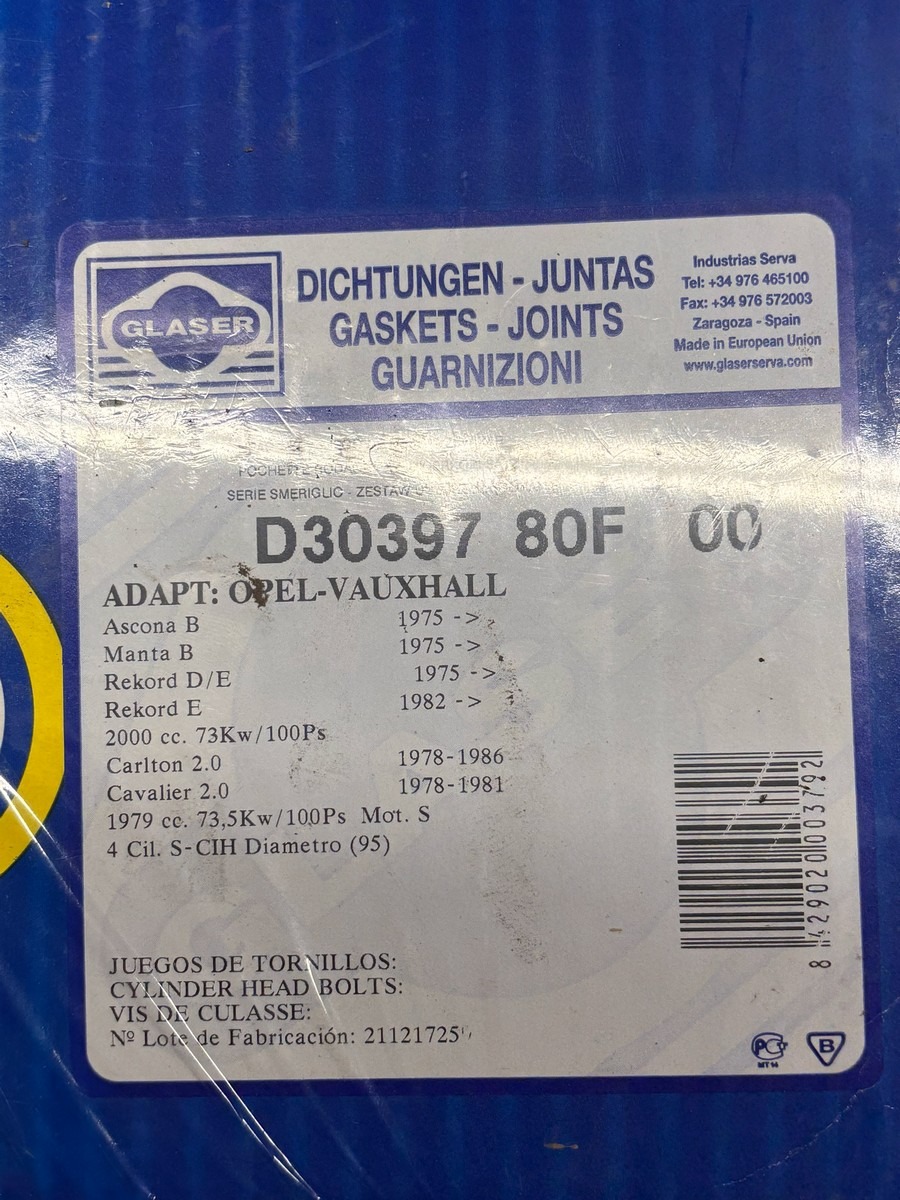 GLASER
DICHTUNGEN - JUNTAS
GASKETS - JOINTS
GUARNIZIONI
Industrias Serva
Tel: +34 976 465100
Fax: +34 976 572003
Zaragoza - Spain
Made in European Union
www.glaserserva.com
SERIE SMERIGLIC - ZESTAW
D30397 80F 00
ADAPT: OPEL-VAUXHALL
Ascona B 1975 ->
Manta B 1975 ->
Rekord D/E 1975 ->
Rekord E 1982 ->
2000 cc. 73Kw/100Ps
Carlton 2.0 1978-1986
Cavalier 2.0 1978-1981
1979 cc. 73,5Kw/100Ps Mot. S
4 Cil. S-CIH Diametro (95)
8 429020 003792
JUEGOS DE TORNILLOS:
CYLINDER HEAD BOLTS:
VIS DE CULASSE:
Nº Lote de Fabricación: 21121725
PCT
MT14
B